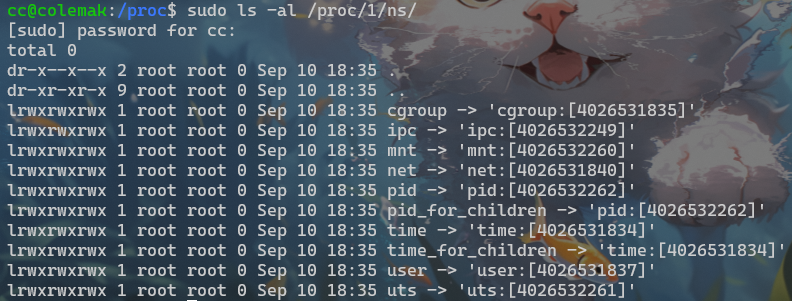 cc@colemak:/proc$ sudo ls -al /proc/1/ns/
[sudo] password for cc:
total 0
dr-x--x--x 2 root root 0 Sep 10 18:35 .
dr-xr-xr-x 9 root root 0 Sep 10 18:35 ..
lrwxrwxrwx 1 root root 0 Sep 10 18:35 cgroup -> 'cgroup:[4026531835]'
lrwxrwxrwx 1 root root 0 Sep 10 18:35 ipc -> 'ipc:[4026532249]'
lrwxrwxrwx 1 root root 0 Sep 10 18:35 mnt -> 'mnt:[4026532260]'
lrwxrwxrwx 1 root root 0 Sep 10 18:35 net -> 'net:[4026531840]'
lrwxrwxrwx 1 root root 0 Sep 10 18:35 pid -> 'pid:[4026532262]'
lrwxrwxrwx 1 root root 0 Sep 10 18:35 pid_for_children -> 'pid:[4026532262]'
lrwxrwxrwx 1 root root 0 Sep 10 18:35 time -> 'time:[4026531834]'
lrwxrwxrwx 1 root root 0 Sep 10 18:35 time_for_children -> 'time:[4026531834]'
lrwxrwxrwx 1 root root 0 Sep 10 18:35 user -> 'user:[4026531837]'
lrwxrwxrwx 1 root root 0 Sep 10 18:35 uts -> 'uts:[4026532261]'